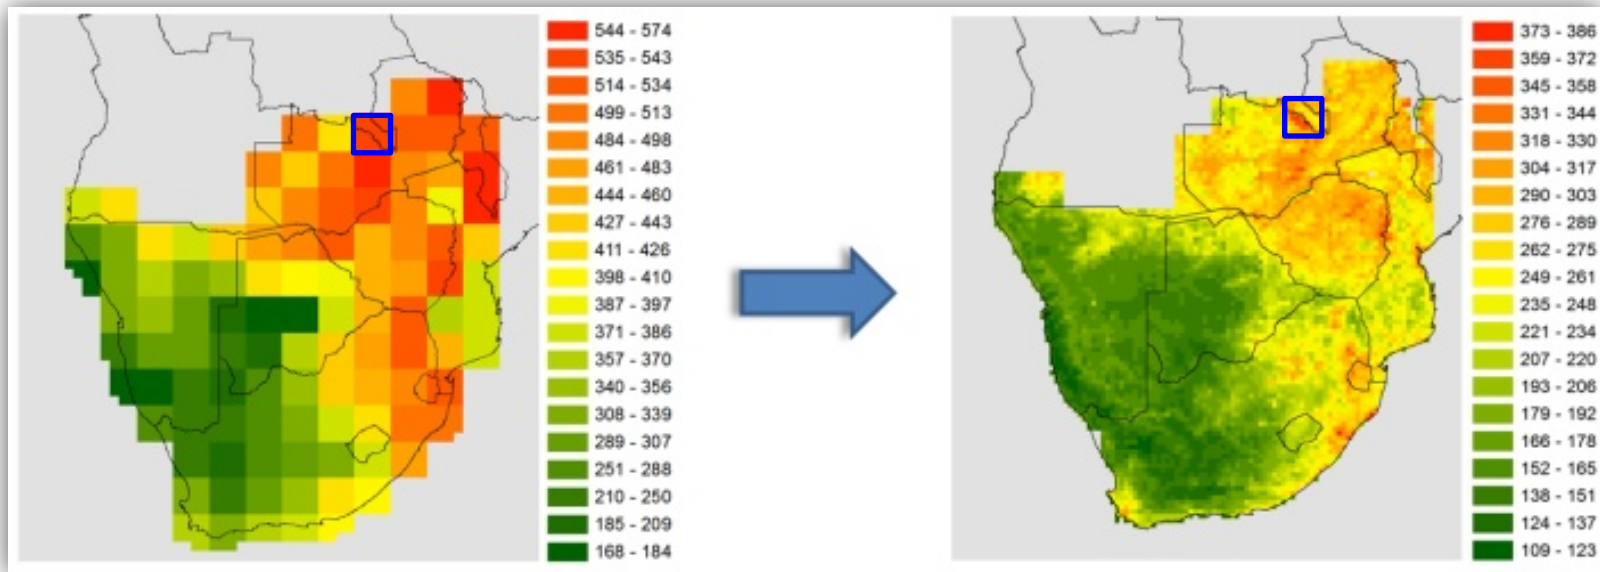 544 - 574
535 - 543
514 - 534
499 - 513
484 - 498
461 - 483
444 - 460
427 - 443
411 - 426
398 - 410
387 - 397
371 - 386
357 - 370
340 - 356
308 - 339
289 - 307
251 - 288
210 - 250
185 - 209
168 - 184
373 - 386
359 - 372
345 - 358
331 - 344
318 - 330
304 - 317
290 - 303
276 - 289
262 - 275
249 - 261
235 - 248
221 - 234
207 - 220
193 - 206
179 - 192
166 - 178
152 - 165
138 - 151
124 - 137
109 - 123